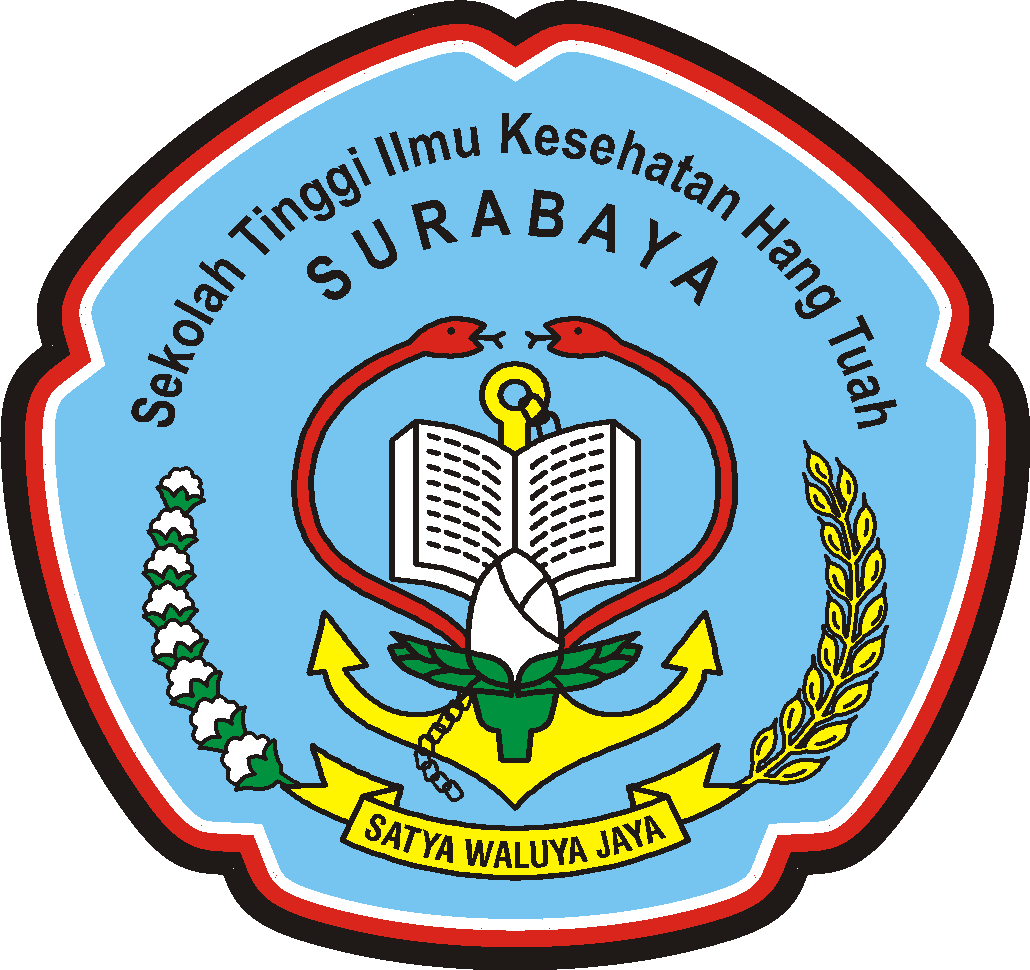 Sekolah Tinggi Ilmu Kesehatan Hang Tuah
SURABAYA
SATYA WALUYA JAYA